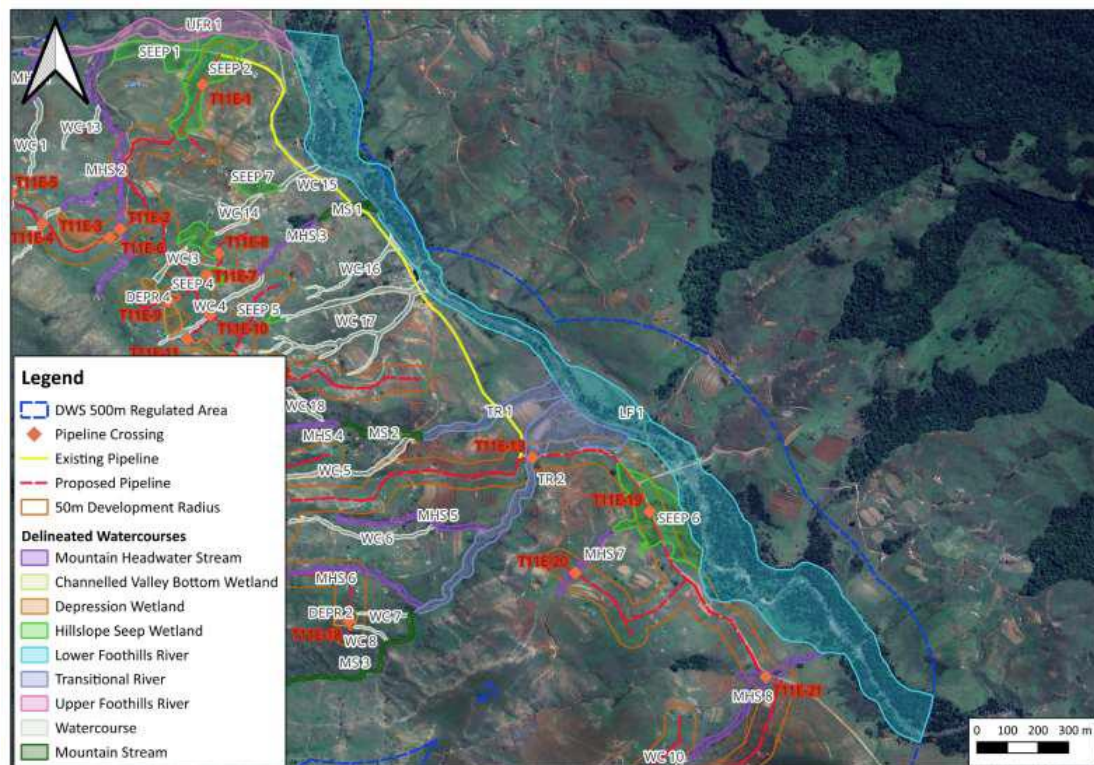 UFR 1
SEEP 1
SEEP 2
T11E-1
WC 13
WC 1
MHS 2
SEEP 7
WC 15
T11E-5
WC 14
MS 1
T11E-3
T11E-2
T11E-4
T11E-6
MHS 3
T11E-8
WC 3
WC 16
T11E-7
SEEP 4
DEPR 4
WC 4
SEEP 5
T11E-9
T11E-10
WC 17
Legend
DWS 500m Regulated Area
Pipeline Crossing
Existing Pipeline
Proposed Pipeline
50m Development Radius
Delineated Watercourses
Mountain Headwater Stream
Channelled Valley Bottom Wetland
Depression Wetland
Hillslope Seep Wetland
Lower Foothills River
Transitional River
Upper Foothills River
Watercourse
Mountain Stream
WC 18
TR 1
LF 1
MHS 4
MS 2
WC 5
TR 2
T11E-19
SEEP 6
MHS 5
WC 6
MHS 7
T11E-20
MHS 6
DEPR 2
WC 7
WC 8
MS 3
T11E-21
MHS 8
WC 10
0 100 200 300 m